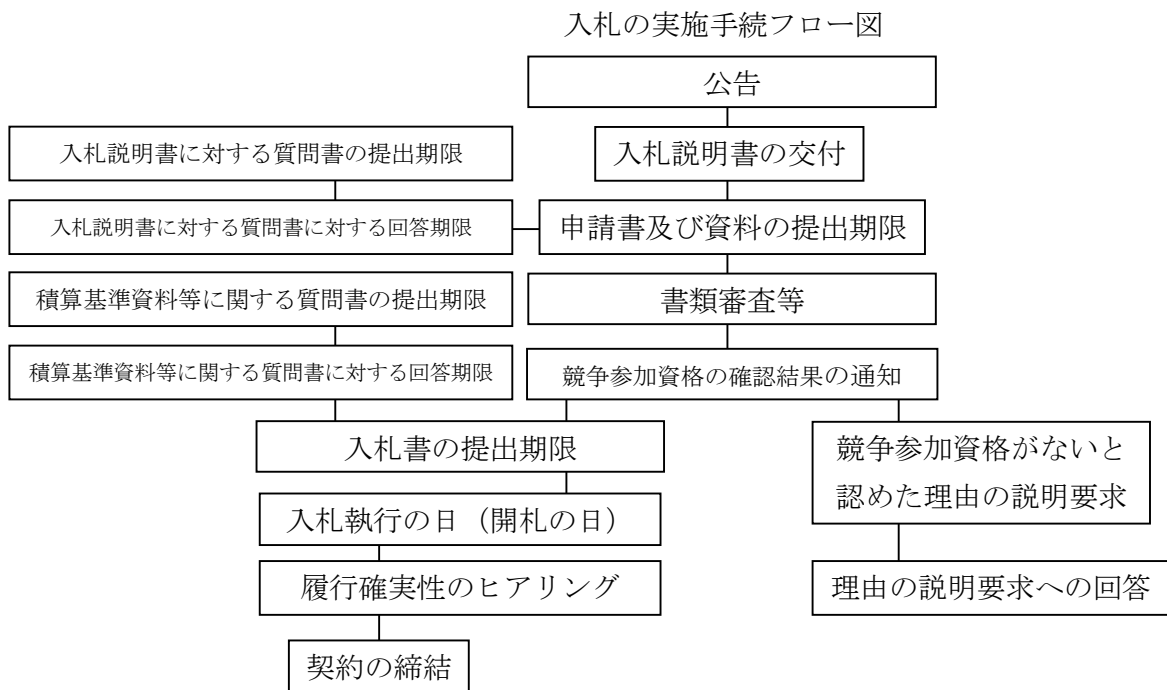 入札の実施手続フロー図
公告
入札説明書に対する質問書の提出期限
入札説明書の交付
入札説明書に対する質問書に対する回答期限
申請書及び資料の提出期限
積算基準資料等に関する質問書の提出期限
書類審査等
積算基準資料等に関する質問書に対する回答期限
競争参加資格の確認結果の通知
入札書の提出期限
競争参加資格がないと
認めた理由の説明要求
入札執行の日（開札の日）
履行確実性のヒアリング
理由の説明要求への回答
契約の締結